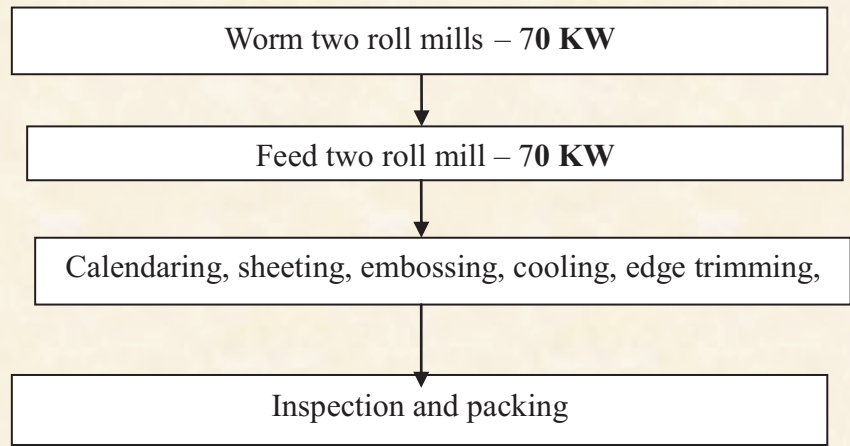 Worm two roll mills – 70 KW
Feed two roll mill – 70 KW
Calendaring, sheeting, embossing, cooling, edge trimming,
Inspection and packing